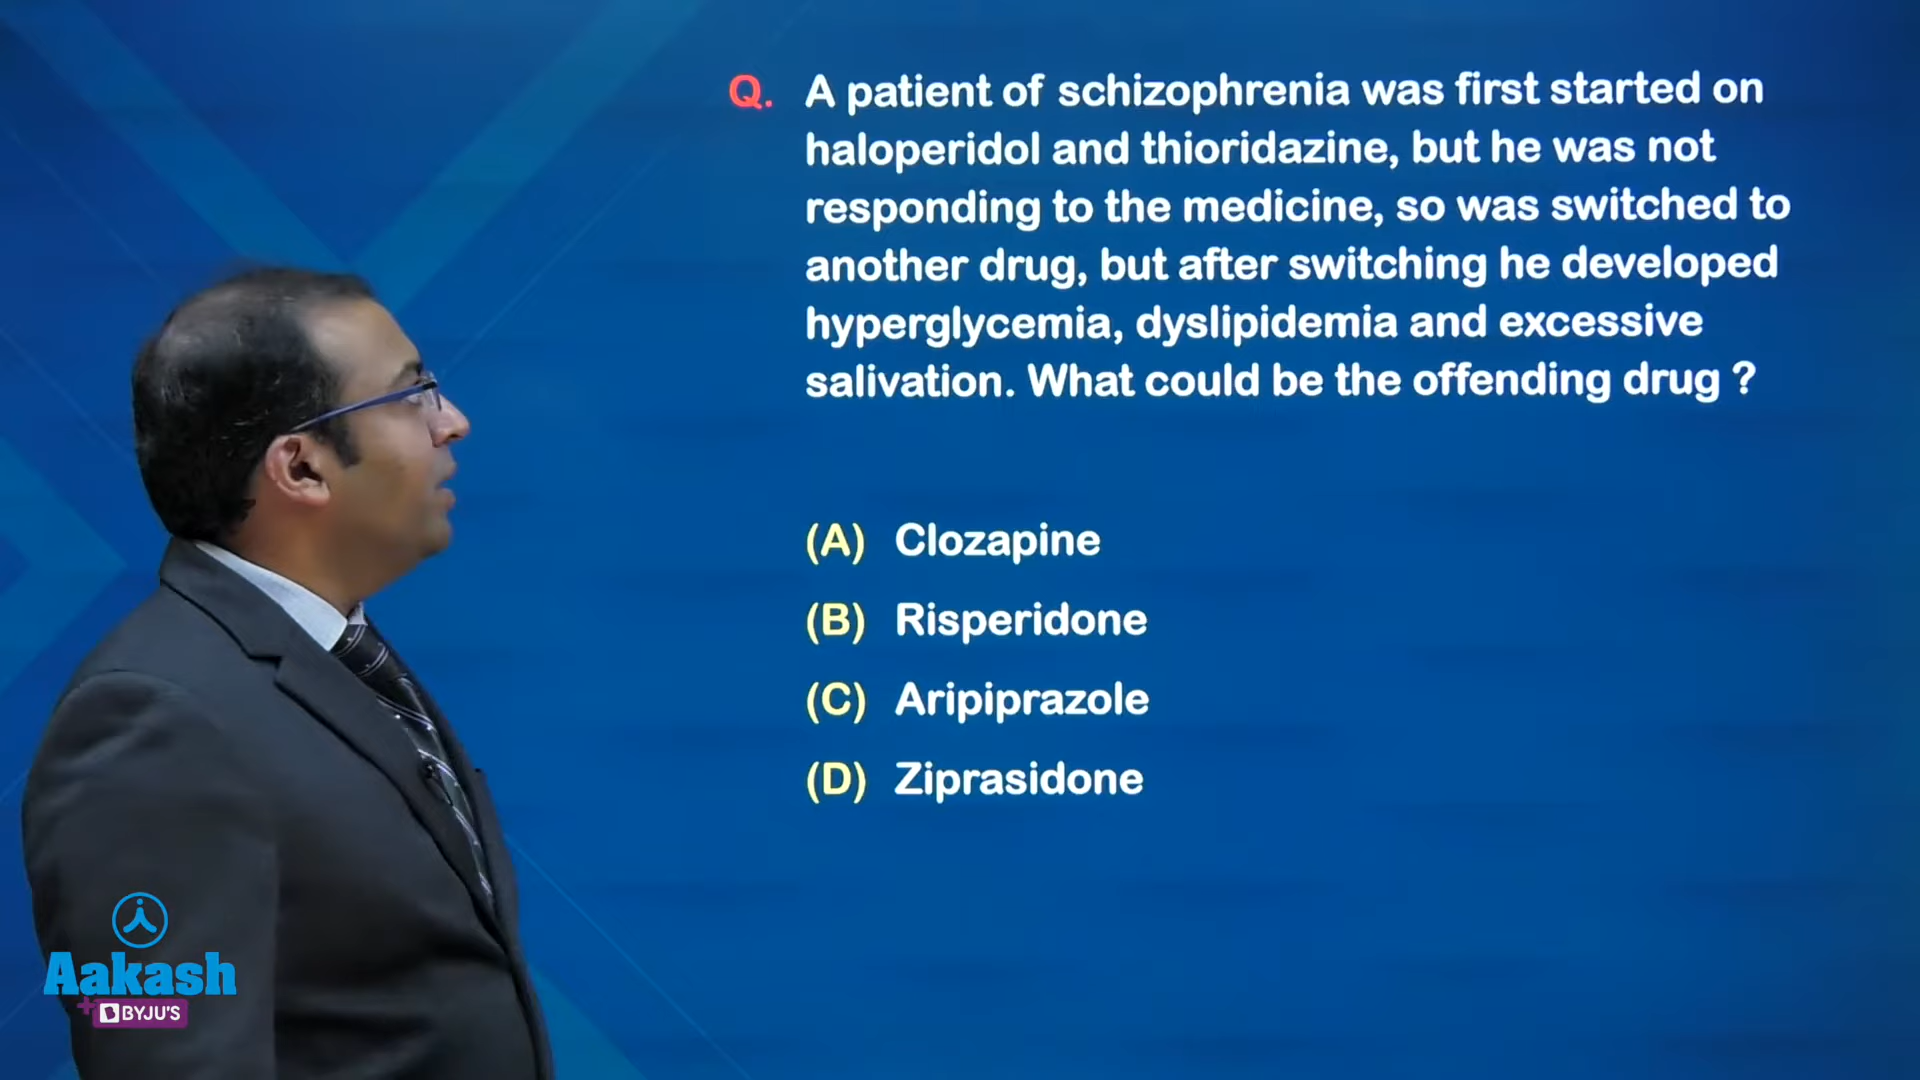 Q. A patient of schizophrenia was first started on
haloperidol and thioridazine, but he was not
responding to the medicine, so was switched to
another drug, but after switching he developed
hyperglycemia, dyslipidemia and excessive
salivation. What could be the offending drug ?
(A) Clozapine
(B) Risperidone
(C) Aripiprazole
(D) Ziprasidone
Aakash
+ BYJU'S